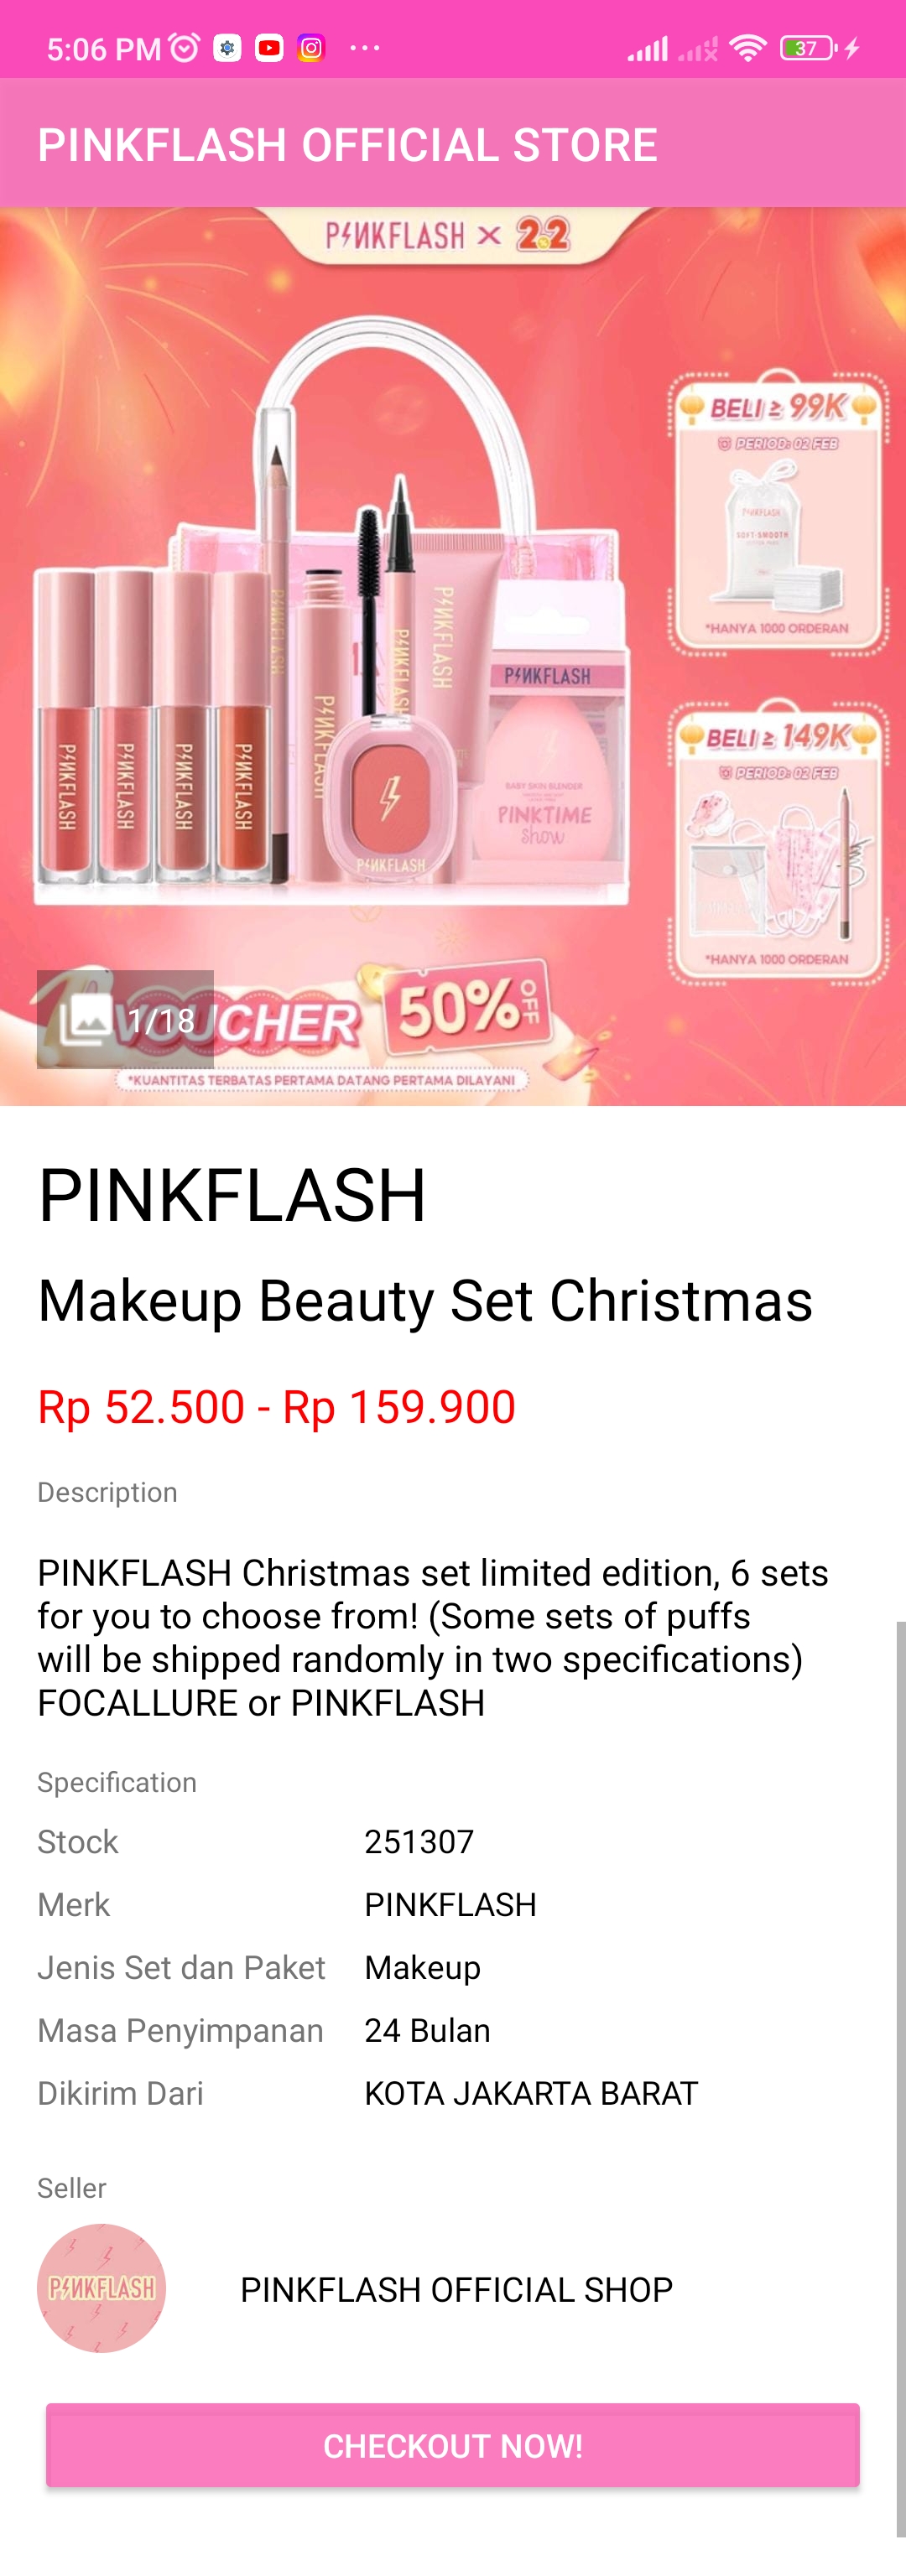 5:06 PM
37
PINKFLASH OFFICIAL STORE
PINKFLASH × 2.2
BELI ≥ 99K
PERIOD: 02 FEB
PINKFLASH
SOFT-SMOOTH
*HANYA 1000 ORDERAN
BELI ≥ 149K
PERIOD: 02 FEB
*HANYA 1000 ORDERAN
PINKFLASH
PINKFLASH
PINKFLASH
PINKFLASH
PINKFLASH
PINKFLASH
PINKFLASH
PINKFLASH
PINKFLASH
PINKFLASH
BABY SKIN BLENDER
PINKTIME
show
1/18
VOUCHER
50% OFF
*KUANTITAS TERBATAS PERTAMA DATANG PERTAMA DILAYANI
PINKFLASH
Makeup Beauty Set Christmas
Rp 52.500 - Rp 159.900
Description
PINKFLASH Christmas set limited edition, 6 sets
for you to choose from! (Some sets of puffs
will be shipped randomly in two specifications)
FOCALLURE or PINKFLASH
Specification
Stock 251307
Merk PINKFLASH
Jenis Set dan Paket Makeup
Masa Penyimpanan 24 Bulan
Dikirim Dari KOTA JAKARTA BARAT
Seller
PINKFLASH
PINKFLASH OFFICIAL SHOP
CHECKOUT NOW!